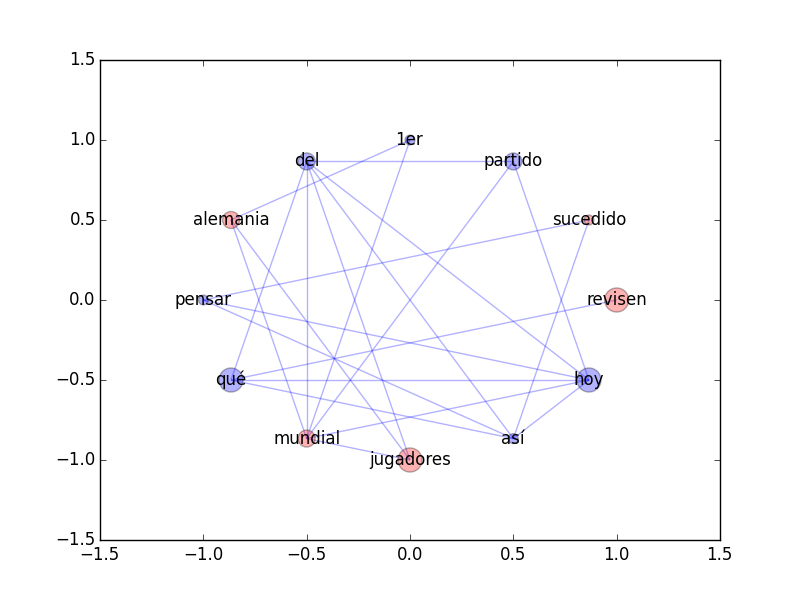 1.5
1.0
1er
del
partido
0.5
alemania
sucedido
0.0
pensar
revisen
−0.5
qué
hoy
mundial
así
−1.0
jugadores
−1.5
−1.5
−1.0
−0.5
0.0
0.5
1.0
1.5